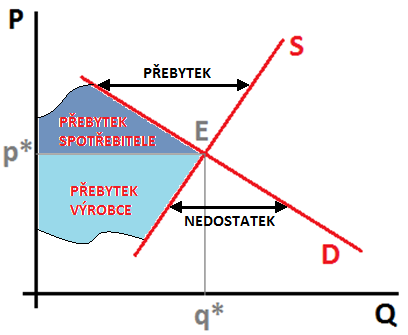 P
S
PŘEBYTEK
PŘEBYTEK
SPOTŘEBITELE
E
p*
PŘEBYTEK
VÝROBCE
NEDOSTATEK
D
q*
Q